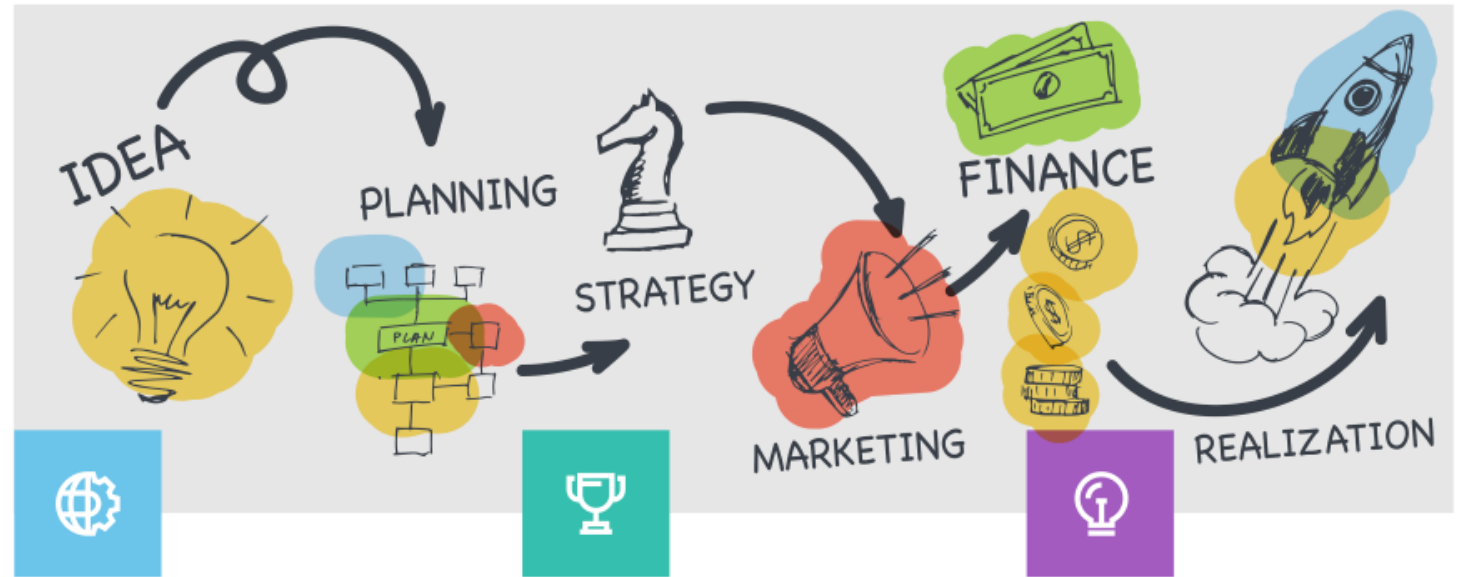 IDEA
PLANNING
PLAN
STRATEGY
MARKETING
FINANCE
$
$
REALIZATION